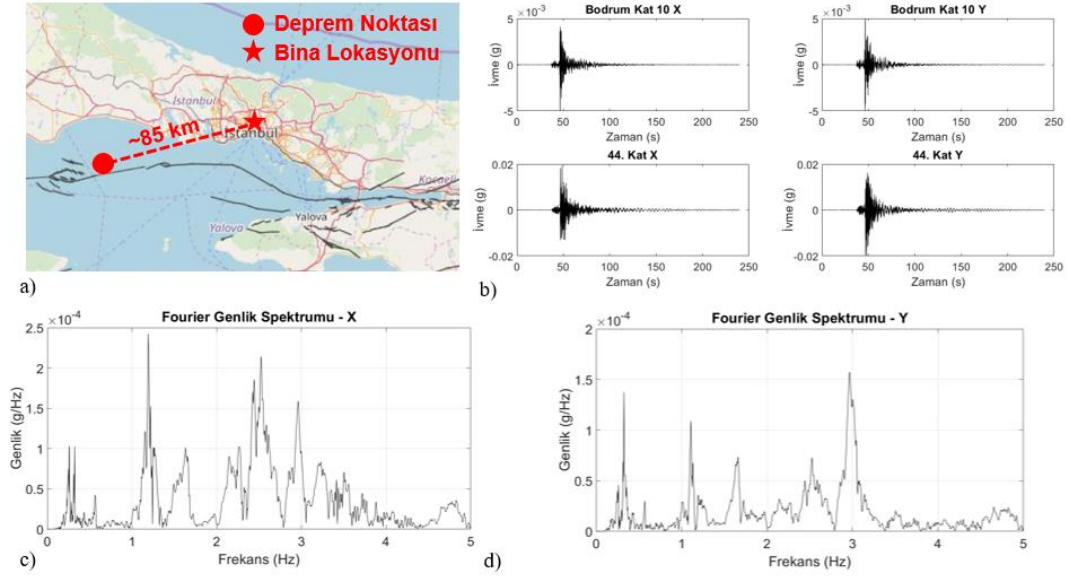 Deprem Noktası
Bina Lokasyonu
İstanbul
İstanbul
~85 km
Kocaeli
Yalova
Yalova
a)
Bodrum Kat 10 X
×10⁻³
5
0
-5
İvme (g)
0 50 100 150 200 250
Zaman (s)
Bodrum Kat 10 Y
×10⁻³
5
0
-5
İvme (g)
0 50 100 150 200 250
Zaman (s)
44. Kat X
0.02
0
-0.02
İvme (g)
0 50 100 150 200 250
Zaman (s)
44. Kat Y
0.02
0
-0.02
İvme (g)
0 50 100 150 200 250
Zaman (s)
b)
Fourier Genlik Spektrumu - X
×10⁻⁴
2.5
2
1.5
1
0.5
0
Genlik (g/Hz)
0 1 2 3 4 5
Frekans (Hz)
c)
Fourier Genlik Spektrumu - Y
×10⁻⁴
2
1.5
1
0.5
0
Genlik (g/Hz)
0 1 2 3 4 5
Frekans (Hz)
d)